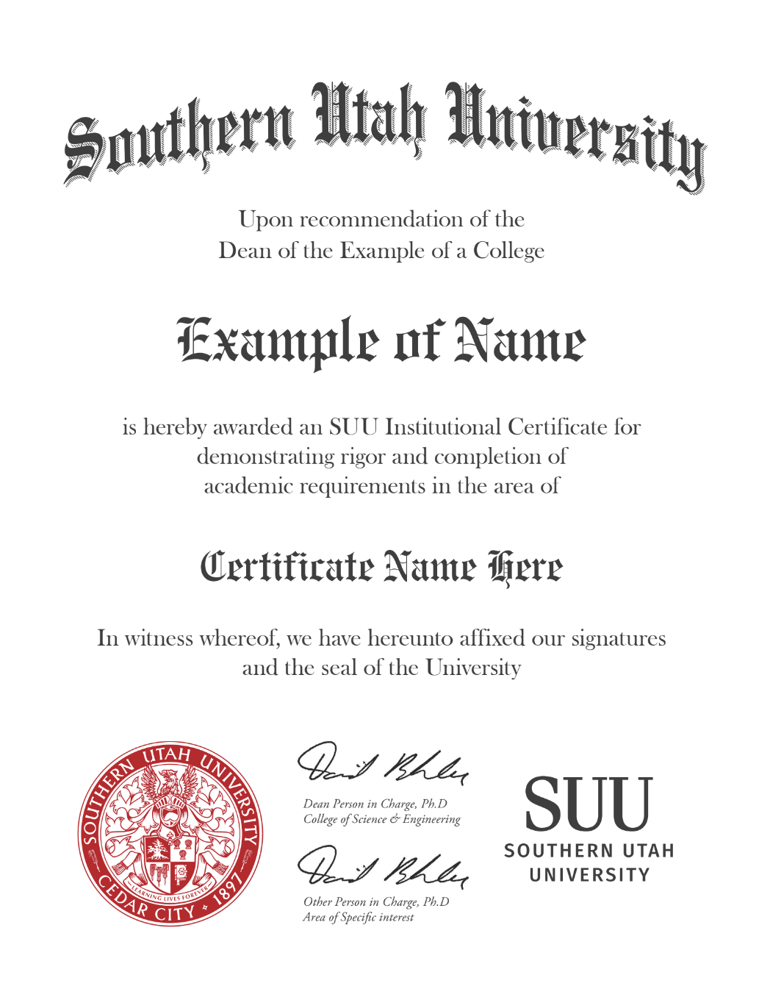 Southern Utah University
Upon recommendation of the
Dean of the Example of a College
Example of Name
is hereby awarded an SUU Institutional Certificate for
demonstrating rigor and completion of
academic requirements in the area of
Certificate Name Here
In witness whereof, we have hereunto affixed our signatures
and the seal of the University
SOUTHERN UTAH UNIVERSITY
LEARNING LIVES FOREVER
CEDAR CITY 1897
Dean Person in Charge, Ph.D
College of Science & Engineering
Other Person in Charge, Ph.D
Area of Specific interest
SUU
SOUTHERN UTAH
UNIVERSITY